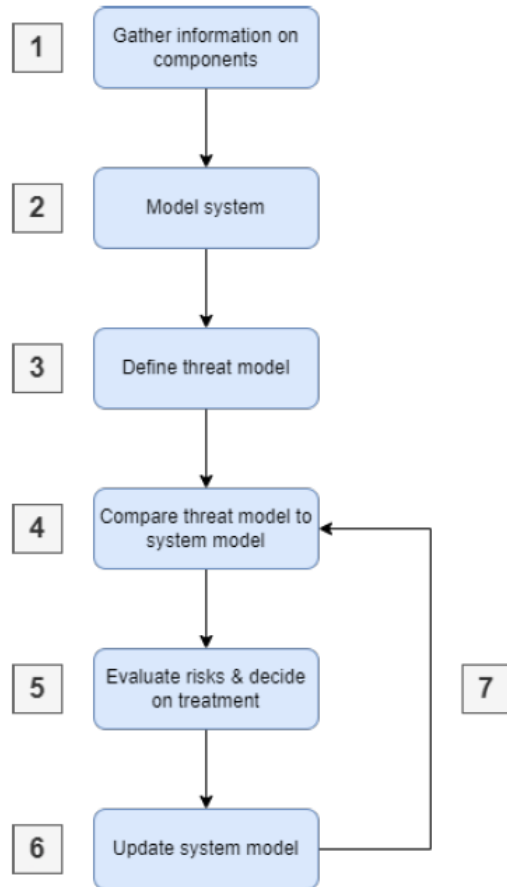 1
Gather information on
components
2
Model system
3
Define threat model
4
Compare threat model to
system model
5
Evaluate risks & decide
on treatment
7
6
Update system model